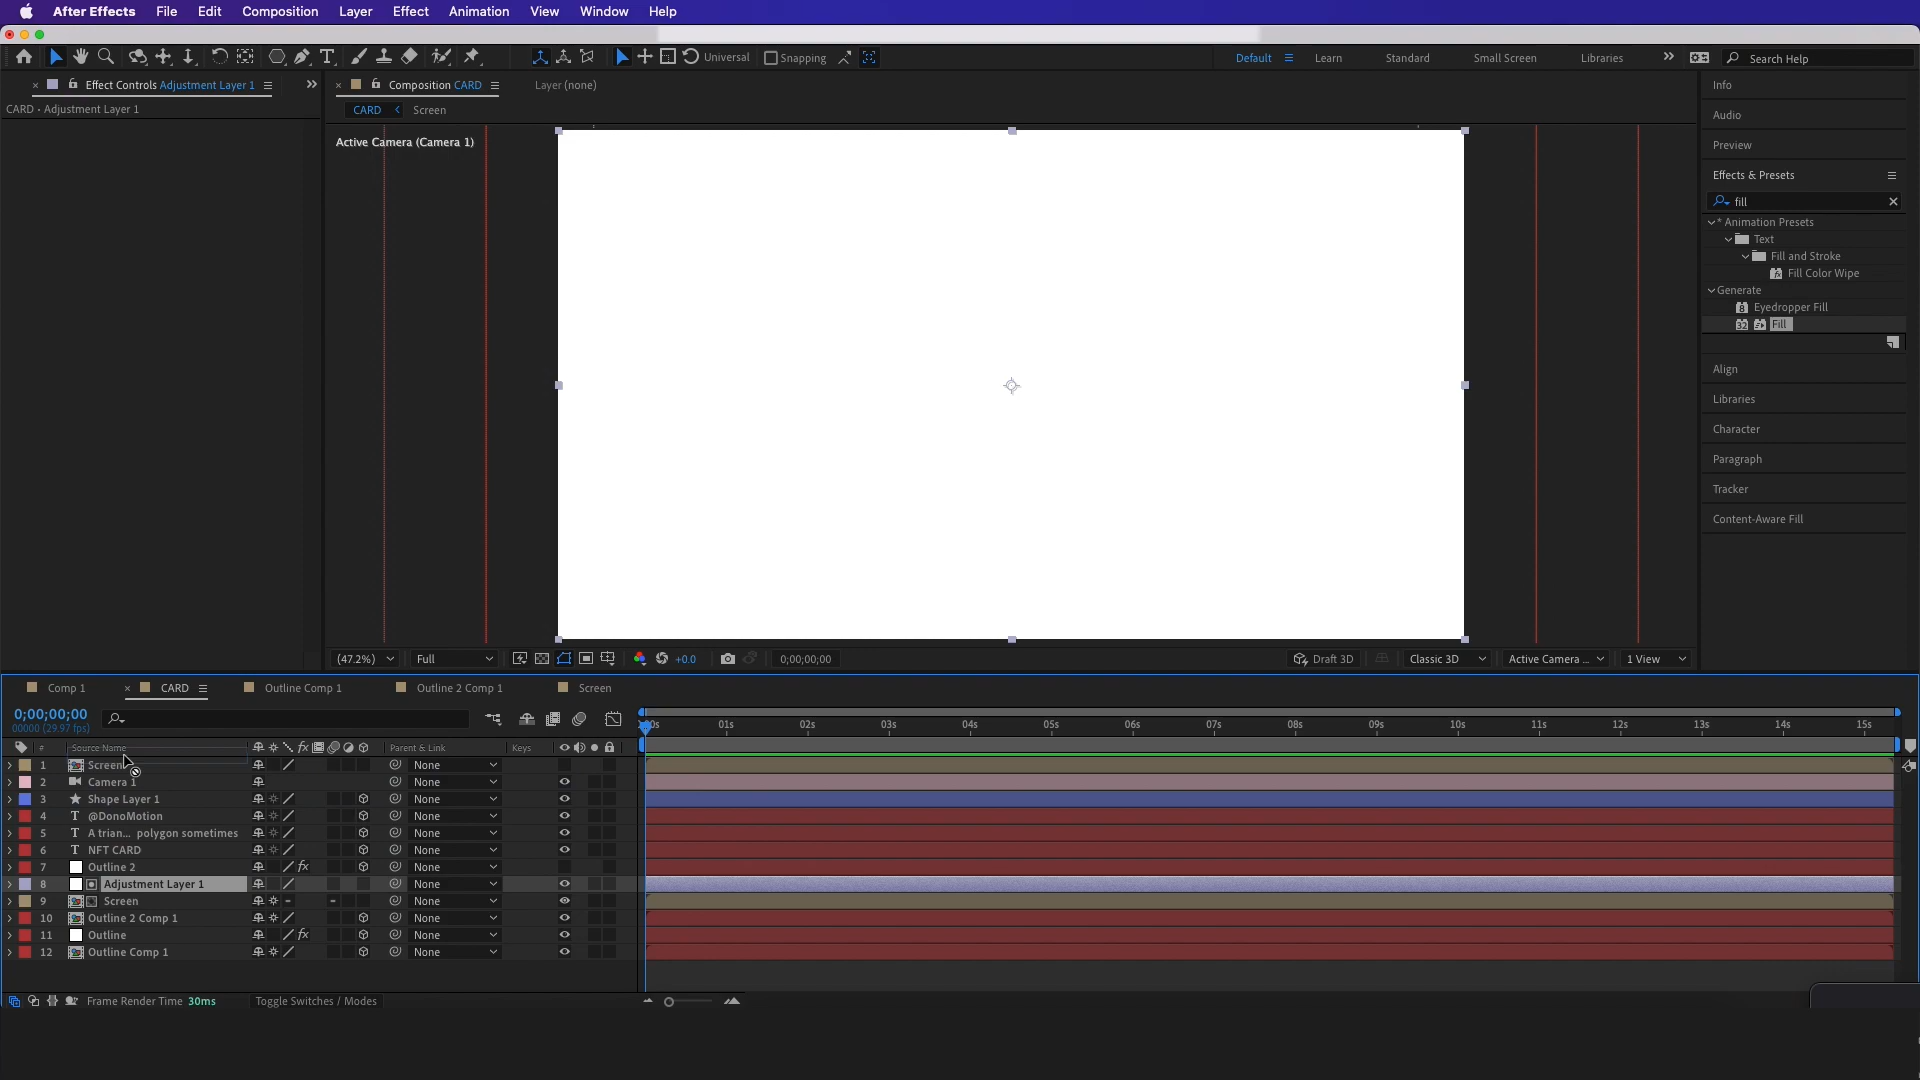 After Effects File Edit Composition Layer Effect Animation View Window Help
Universal Snapping Default Learn Standard Small Screen Libraries Search Help
Effect Controls Adjustment Layer 1 Composition CARD Layer (none) Info
CARD • Adjustment Layer 1 CARD Screen
Audio
Active Camera (Camera 1) Preview
Effects & Presets
fill
* Animation Presets
Text
Fill and Stroke
Fill Color Wipe
Generate
Eyedropper Fill
32 Fill
Align
Libraries
Character
Paragraph
Tracker
Content-Aware Fill
(47.2%) Full +0.0 0;00;00;00 Draft 3D Classic 3D Active Camera ... 1 View
Comp 1 CARD Outline Comp 1 Outline 2 Comp 1 Screen
0;00;00;00
00000 (29.97 fps) 01s 02s 03s 04s 05s 06s 07s 08s 09s 10s 11s 12s 13s 14s 15s
# Source Name fx Parent & Link Keys
1 Screen None
2 Camera 1 None
3 Shape Layer 1 None
4 T @DonoMotion None
5 T A trian... polygon sometimes None
6 T NFT CARD None
7 Outline 2 fx None
8 Adjustment Layer 1 None
9 Screen None
10 Outline 2 Comp 1 None
11 Outline fx None
12 Outline Comp 1 None
Frame Render Time 30ms Toggle Switches / Modes